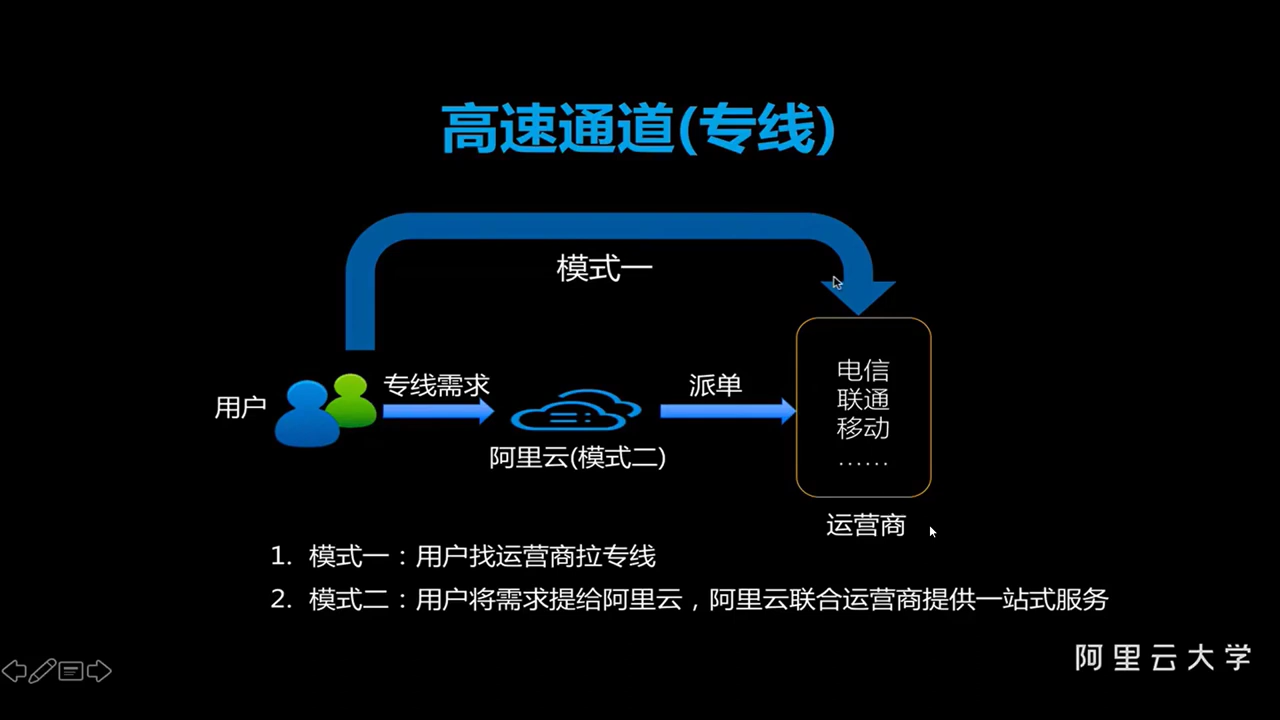 高速通道(专线)
模式一
用户
专线需求
阿里云(模式二)
派单
电信
联通
移动
······
运营商
1. 模式一：用户找运营商拉专线
2. 模式二：用户将需求提给阿里云，阿里云联合运营商提供一站式服务
阿里云大学